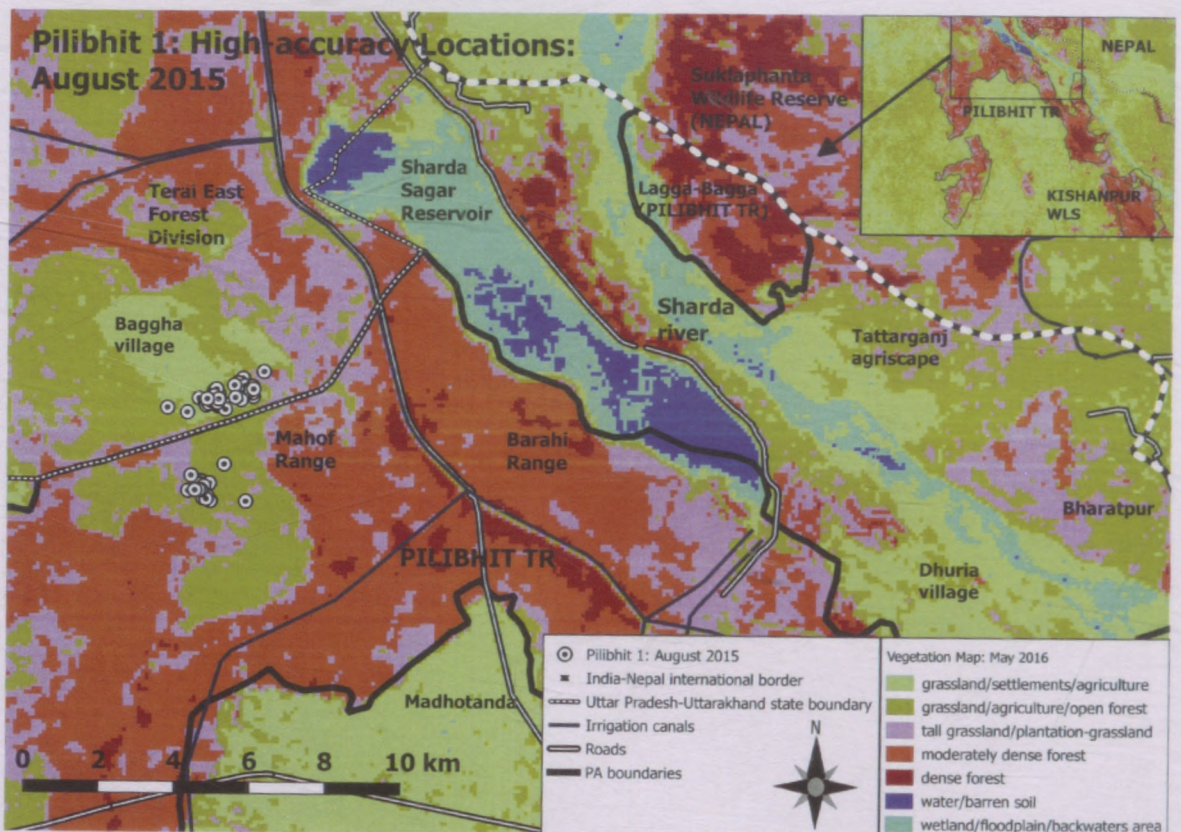 Pilibhit 1: High-accuracy Locations:
August 2015
Suklaphanta
Wildlife Reserve
(NEPAL)
NEPAL
PILIBHIT TR
KISHANPUR
WLS
Sharda
Sagar
Reservoir
Terai East
Forest
Division
Lagga-Bagga
(PILIBHIT TR)
Baggha
village
Sharda
river
Tattarganj
agriscape
Mahof
Range
Barahi
Range
Bharatpur
PILIBHIT TR
Dhuria
village
Madhotanda
0 2 4 6 8 10 km
Pilibhit 1: August 2015
India-Nepal international border
Uttar Pradesh-Uttarakhand state boundary
Irrigation canals
Roads
PA boundaries
N
Vegetation Map: May 2016
grassland/settlements/agriculture
grassland/agriculture/open forest
tall grassland/plantation-grassland
moderately dense forest
dense forest
water/barren soil
wetland/floodplain/backwaters area